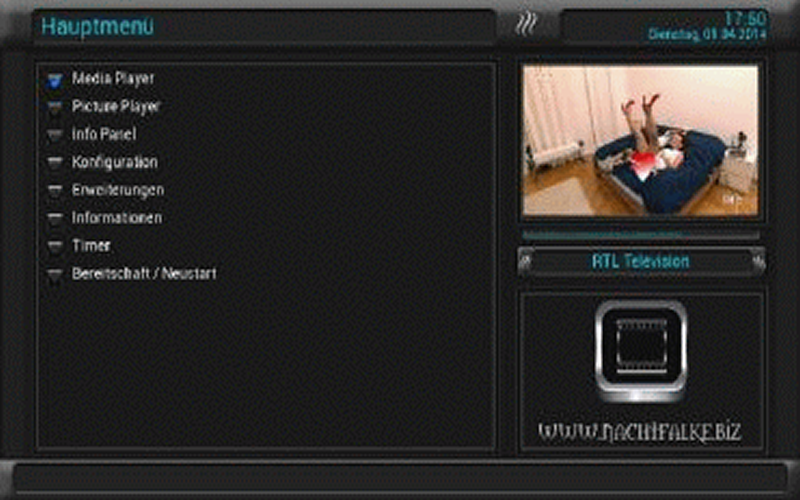 Hauptmenü
17:50
Dienstag, 01.04.2014
Media Player
Picture Player
Info Panel
Konfiguration
Erweiterungen
Informationen
Timer
Bereitschaft / Neustart
RTL Television
WWW.NACHTFALKE.BIZ